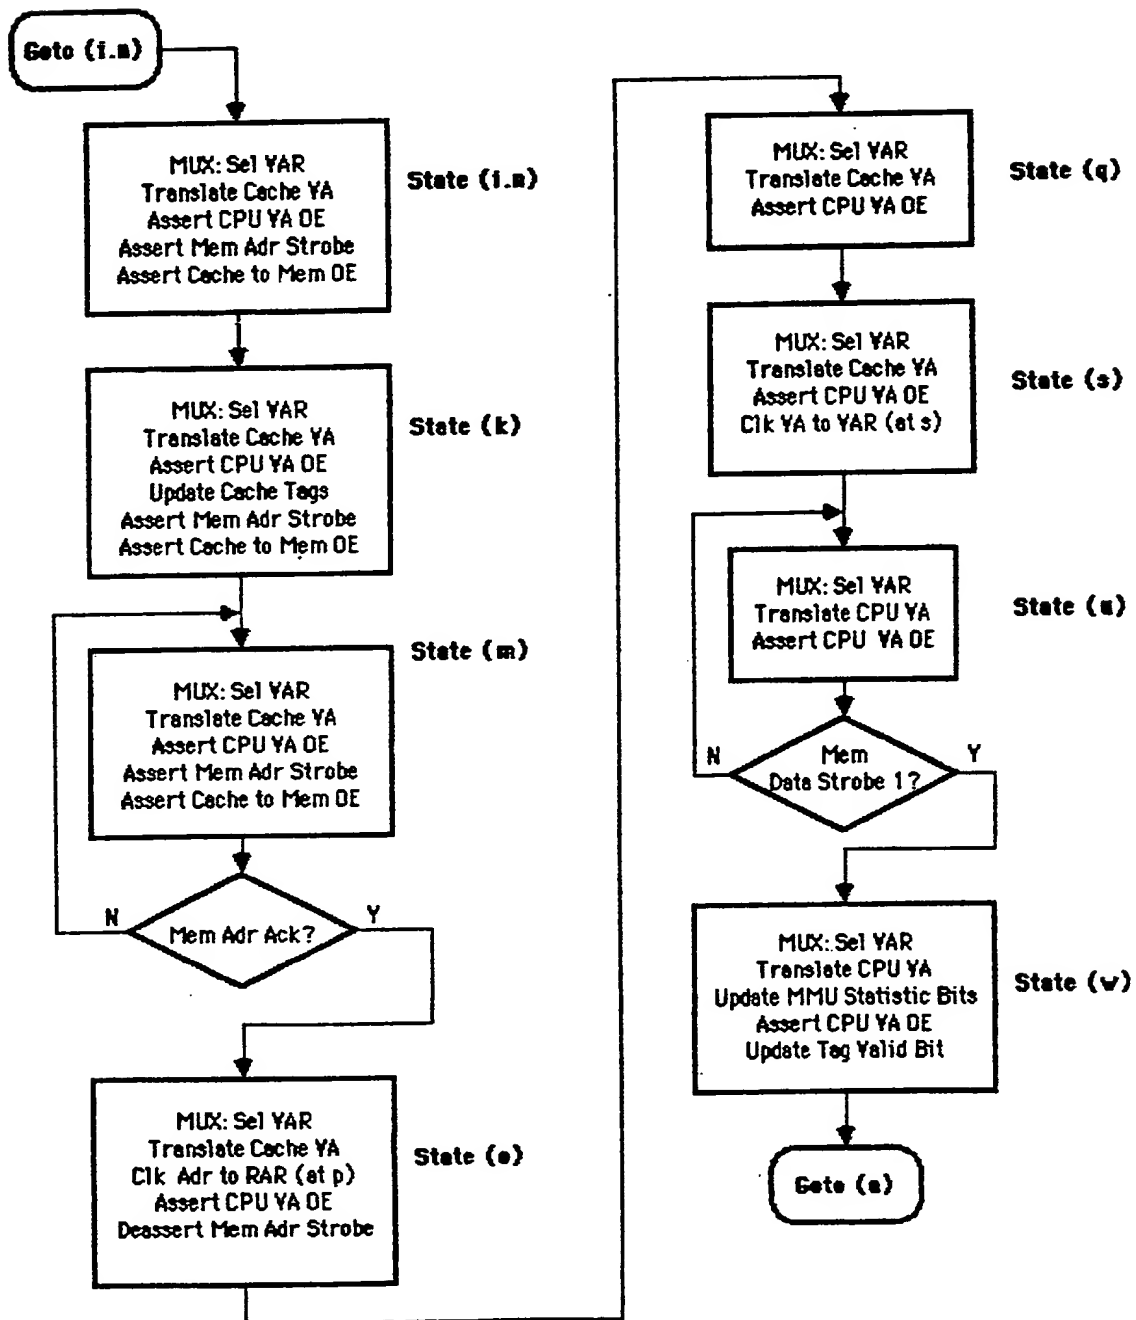 Goto (i.m)
MUX: Sel VAR
Translate Cache VA
Assert CPU VA OE
Assert Mem Adr Strobe
Assert Cache to Mem OE
State (i.m)
MUX: Sel VAR
Translate Cache VA
Assert CPU VA OE
Update Cache Tags
Assert Mem Adr Strobe
Assert Cache to Mem OE
State (k)
MUX: Sel VAR
Translate Cache VA
Assert CPU VA OE
Assert Mem Adr Strobe
Assert Cache to Mem OE
State (m)
Mem Adr Ack?
N
Y
MUX: Sel VAR
Translate Cache VA
Clk Adr to RAR (at p)
Assert CPU VA OE
Deassert Mem Adr Strobe
State (o)
MUX: Sel VAR
Translate Cache VA
Assert CPU VA OE
State (q)
MUX: Sel VAR
Translate Cache VA
Assert CPU VA OE
Clk VA to VAR (at s)
State (s)
MUX: Sel VAR
Translate CPU VA
Assert CPU VA OE
State (u)
N
Mem
Data Strobe 1?
Y
MUX: Sel VAR
Translate CPU VA
Update MMU Statistic Bits
Assert CPU VA OE
Update Tag Valid Bit
State (w)
Goto (a)